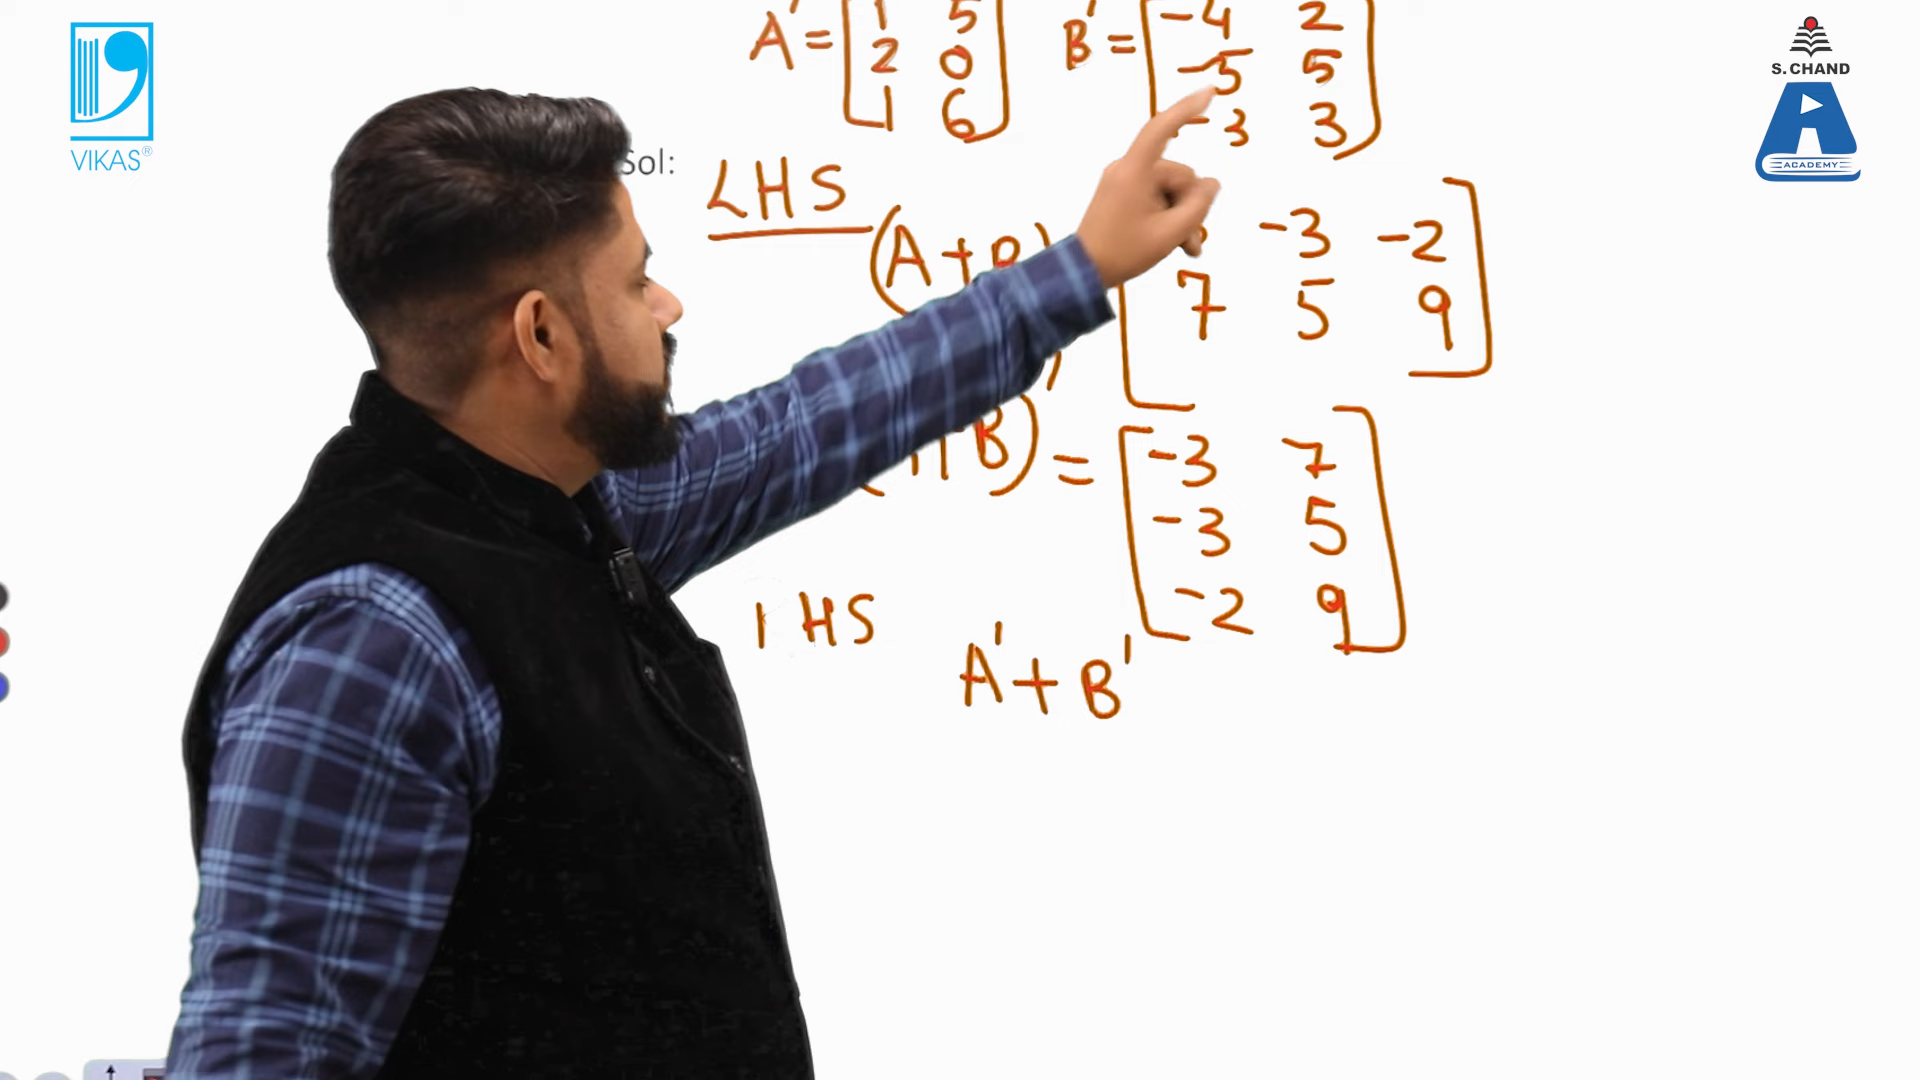 VIKAS®
S. CHAND
ACADEMY
A' = [ 1 5
2 0
1 6 ]
B' = [ -4 2
-5 5
-3 3 ]
Sol:
LHS
(A +
-3 -2
7 5 9 ]
B)' = [ -3 7
-3 5
-2 9 ]
HS
A' + B'